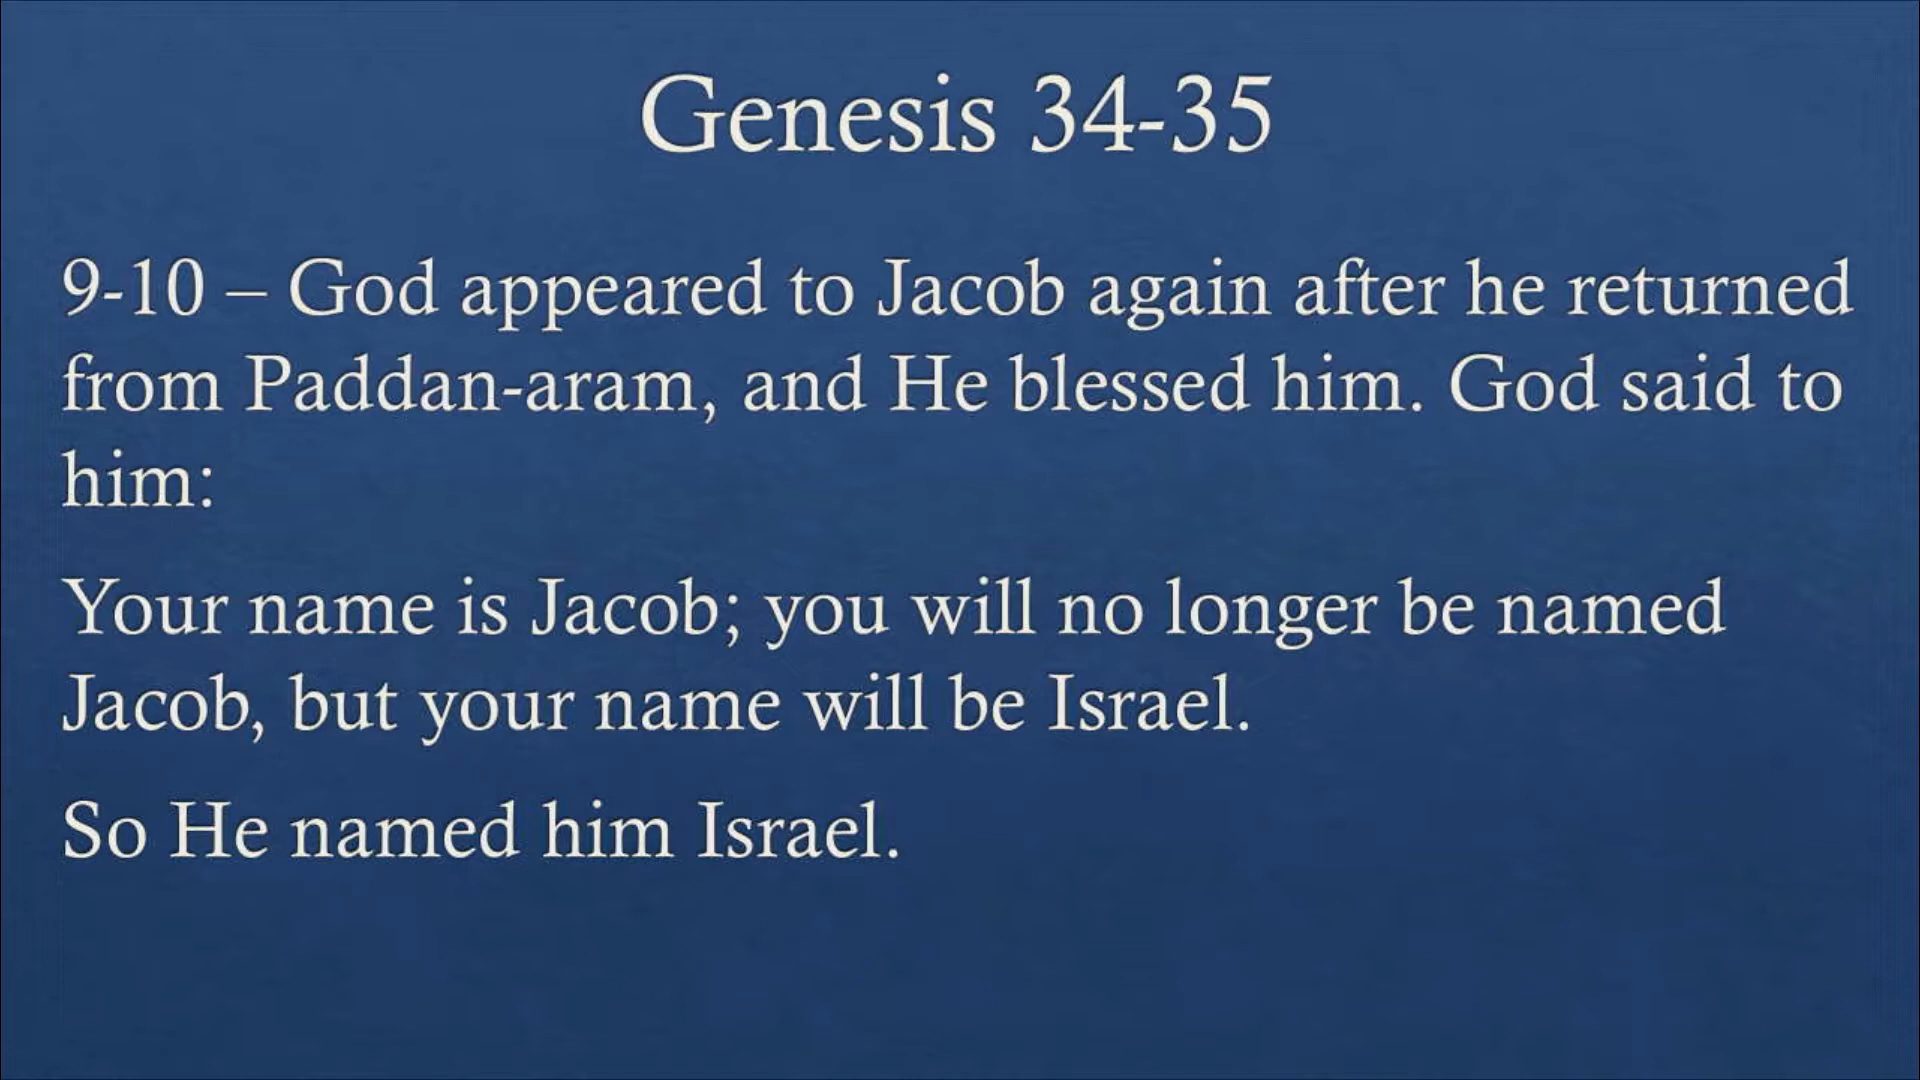 Genesis 34-35
9-10 – God appeared to Jacob again after he returned
from Paddan-aram, and He blessed him. God said to
him:
Your name is Jacob; you will no longer be named
Jacob, but your name will be Israel.
So He named him Israel.